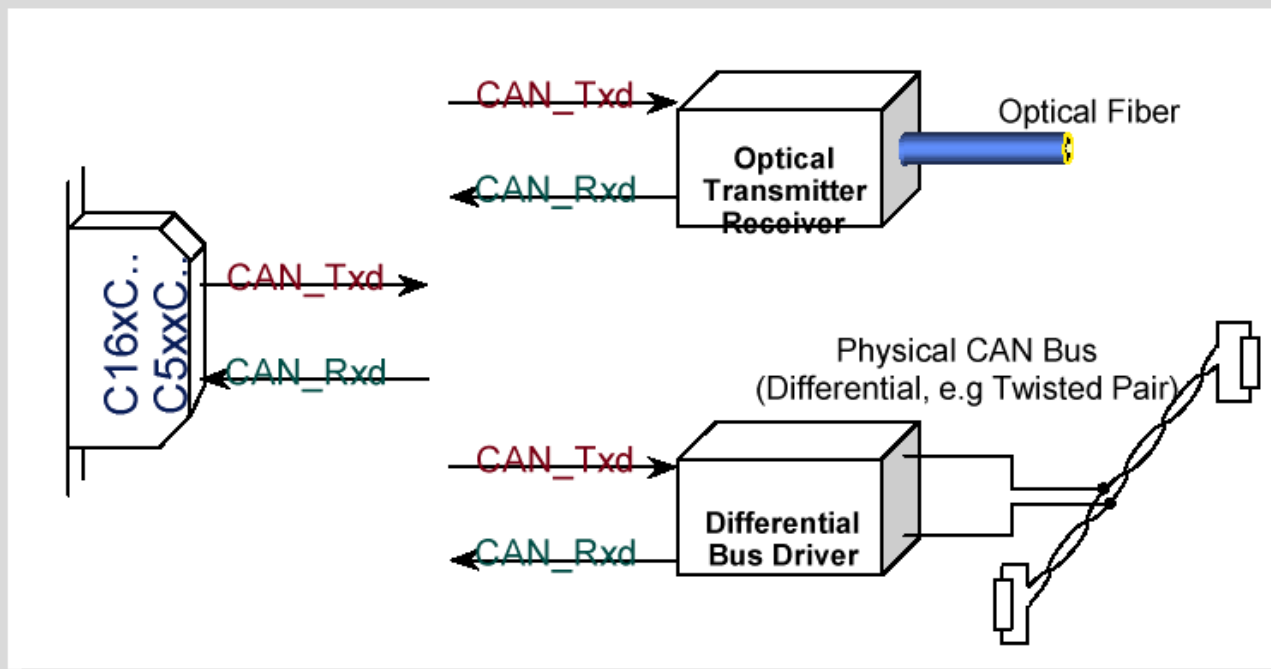 CAN_Txd
Optical Fiber
Optical
Transmitter
Receiver
CAN_Rxd
C16xC..
C5xxC..
CAN_Txd
CAN_Rxd
Physical CAN Bus
(Differential, e.g Twisted Pair)
CAN_Txd
Differential
Bus Driver
CAN_Rxd